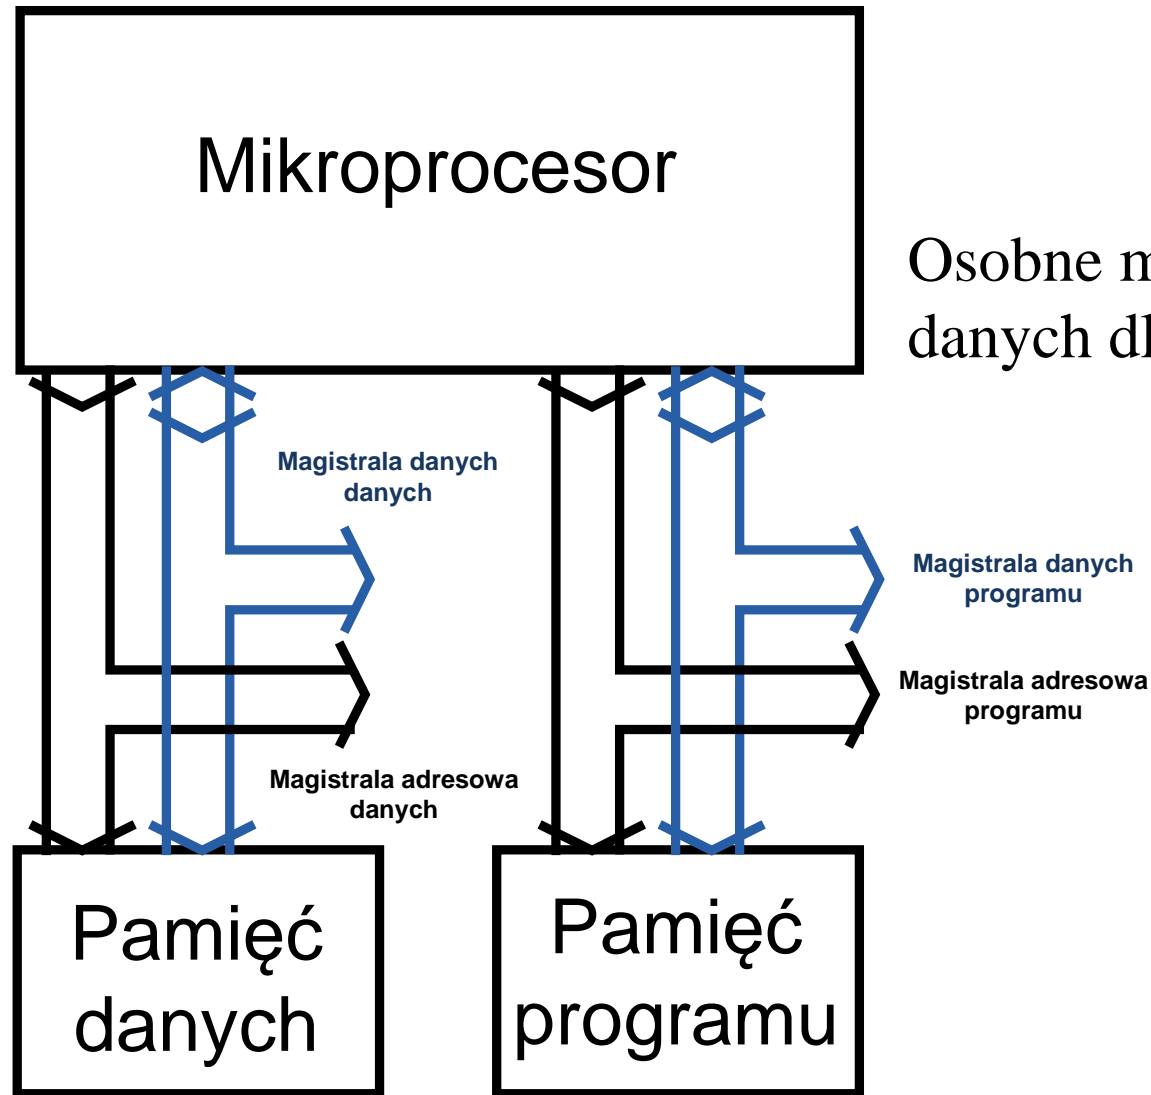 Mikroprocesor
Osobne
danych
Magistrala danych
danych
Magistrala danych
programu
Magistrala adresowa
programu
Magistrala adresowa
danych
Pamięć
danych
Pamięć
programu